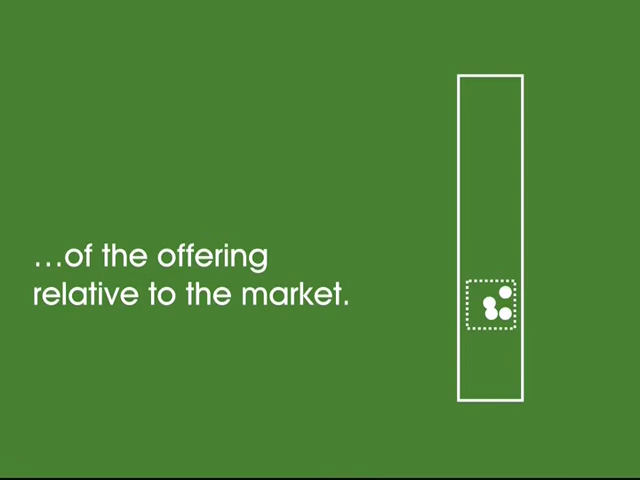 …of the offering
relative to the market.